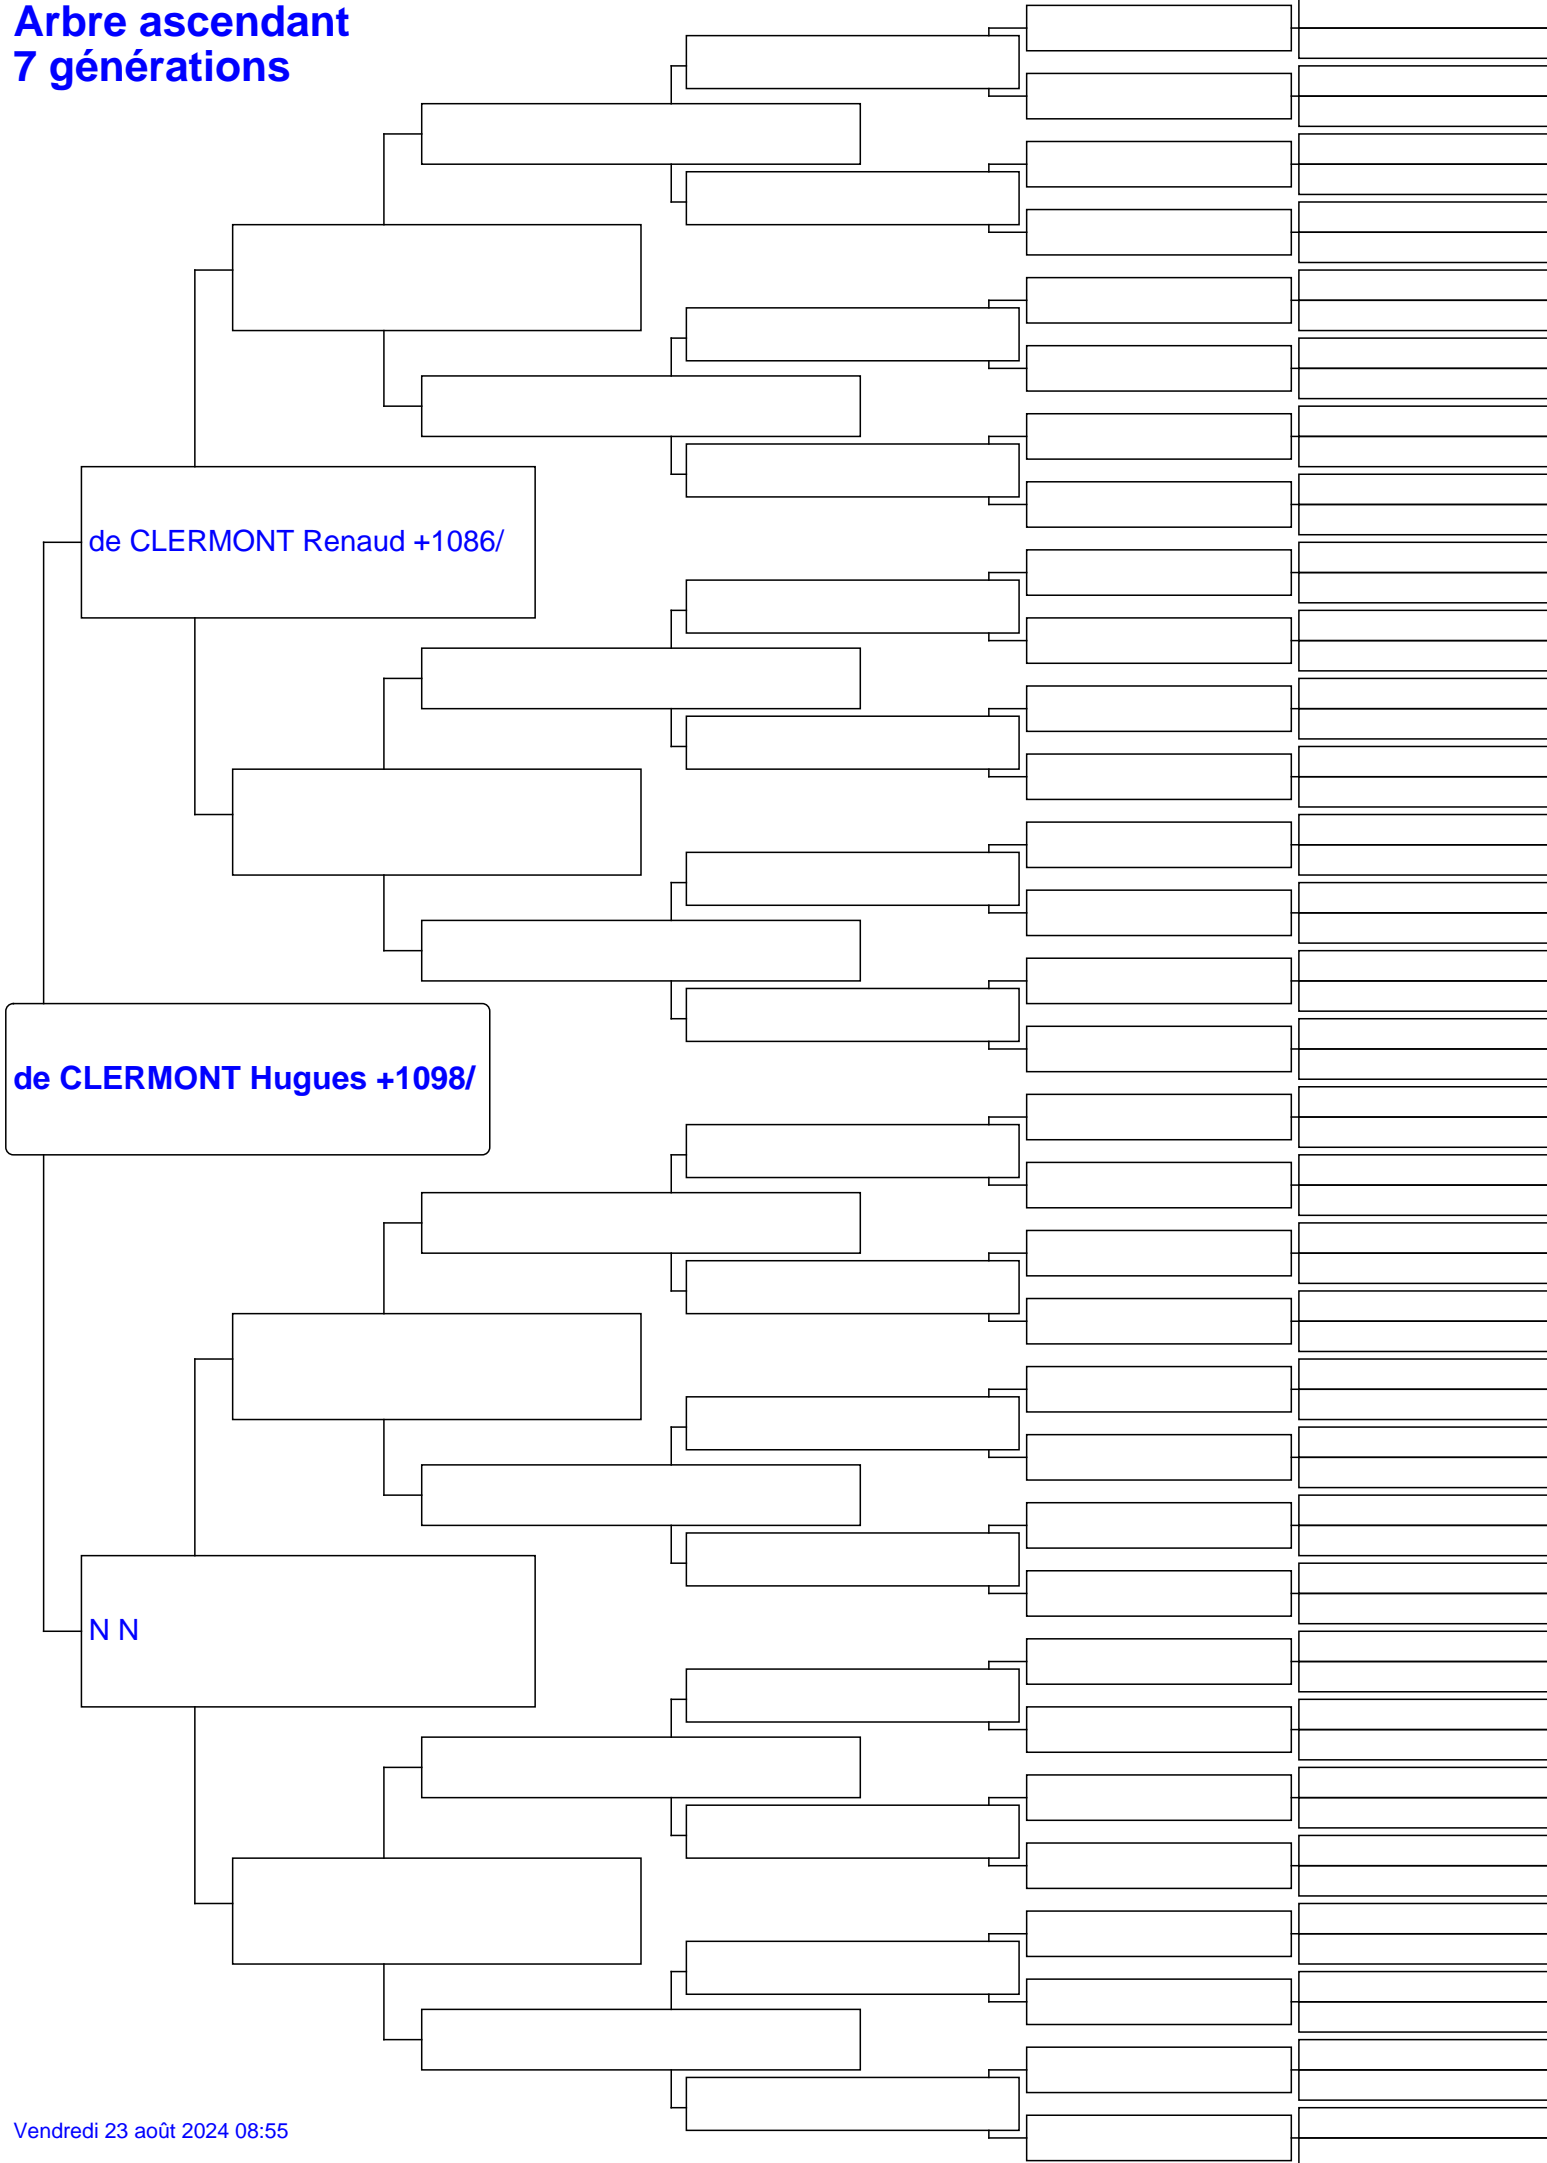 Arbre ascendant
7 générations
de CLERMONT Renaud +1086/
de CLERMONT Hugues +1098/
N N
Vendredi 23 août 2024 08:55